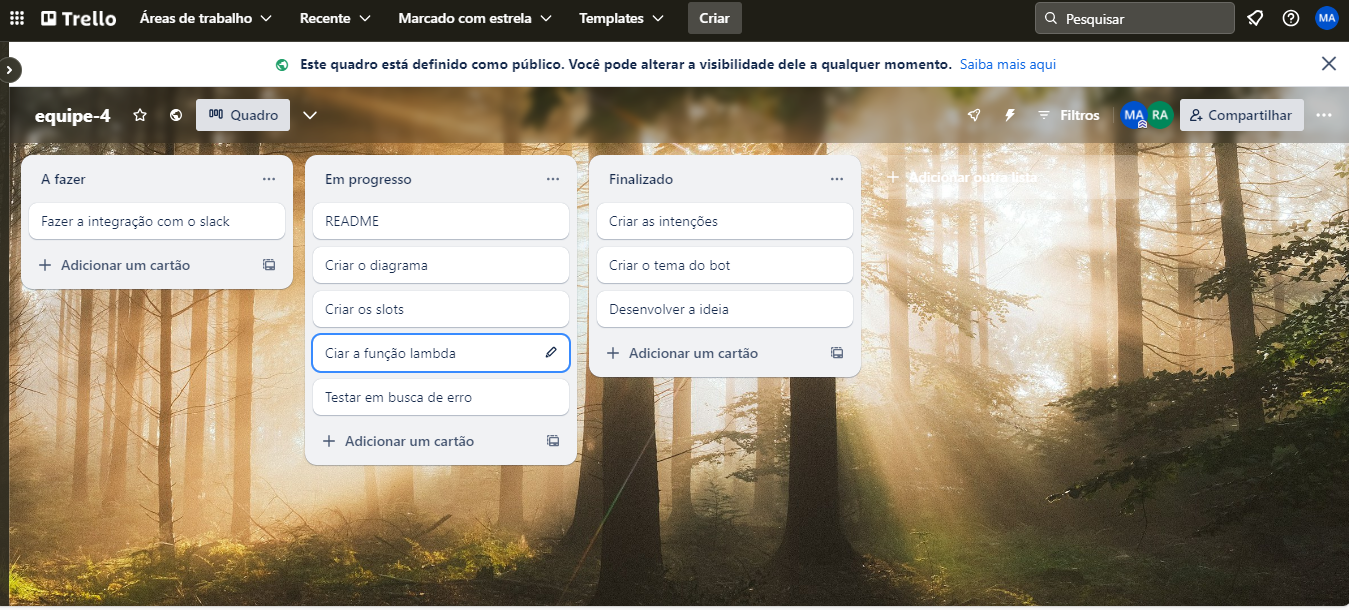 Trello Áreas de trabalho Recente Marcado com estrela Templates Criar Pesquisar MA
Este quadro está definido como público. Você pode alterar a visibilidade dele a qualquer momento. Saiba mais aqui
equipe-4 Quadro Filtros MA RA Compartilhar
A fazer
Fazer a integração com o slack
Adicionar um cartão
Em progresso
README
Criar o diagrama
Criar os slots
Ciar a função lambda
Testar em busca de erro
Adicionar um cartão
Finalizado
Criar as intenções
Criar o tema do bot
Desenvolver a ideia
Adicionar um cartão
Adicionar outra lista